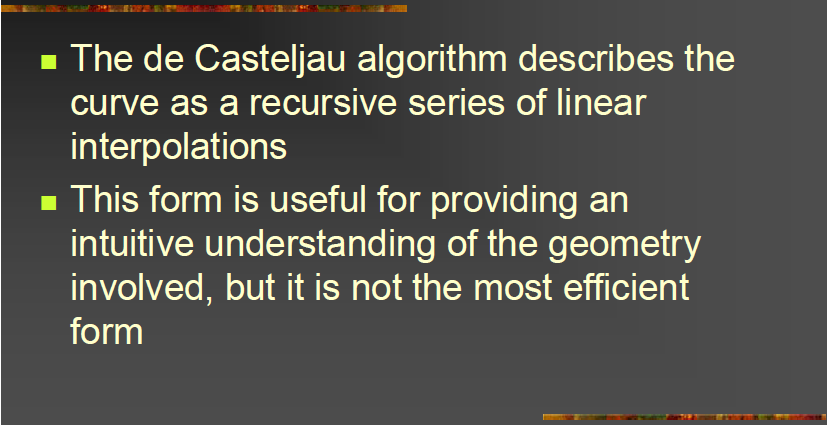 The de Casteljau algorithm describes the
curve as a recursive series of linear
interpolations
This form is useful for providing an
intuitive understanding of the geometry
involved, but it is not the most efficient
form